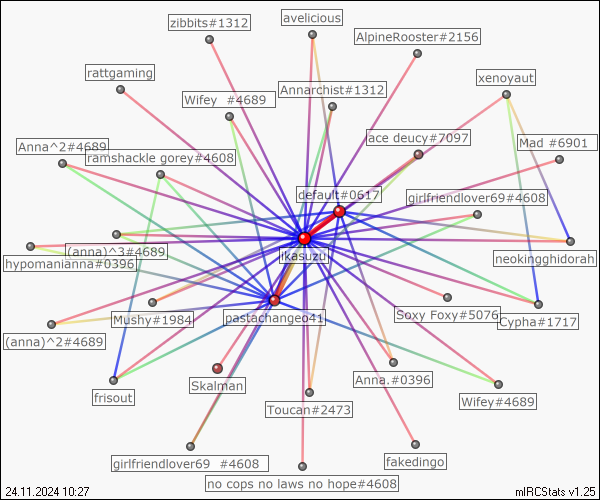 avelicious
zibbits#1312
AlpineRooster#2156
rattgaming
xenoyaut
Annarchist#1312
Wifey  #4689
ace deucy#7097
Mad #6901
Anna^2#4689
ramshackle gorey#4608
default#0617
girlfriendlover69#4608
(anna)^3#4689
ikasuzu
neokingghidorah
hypomanianna#0396
Mushy#1984
pastachangeo41
Soxy Foxy#5076
Cypha#1717
(anna)^2#4689
Skalman
Anna.#0396
frisout
Toucan#2473
Wifey#4689
girlfriendlover69  #4608
fakedingo
no cops no laws no hope#4608
24.11.2024 10:27
mIRCStats v1.25